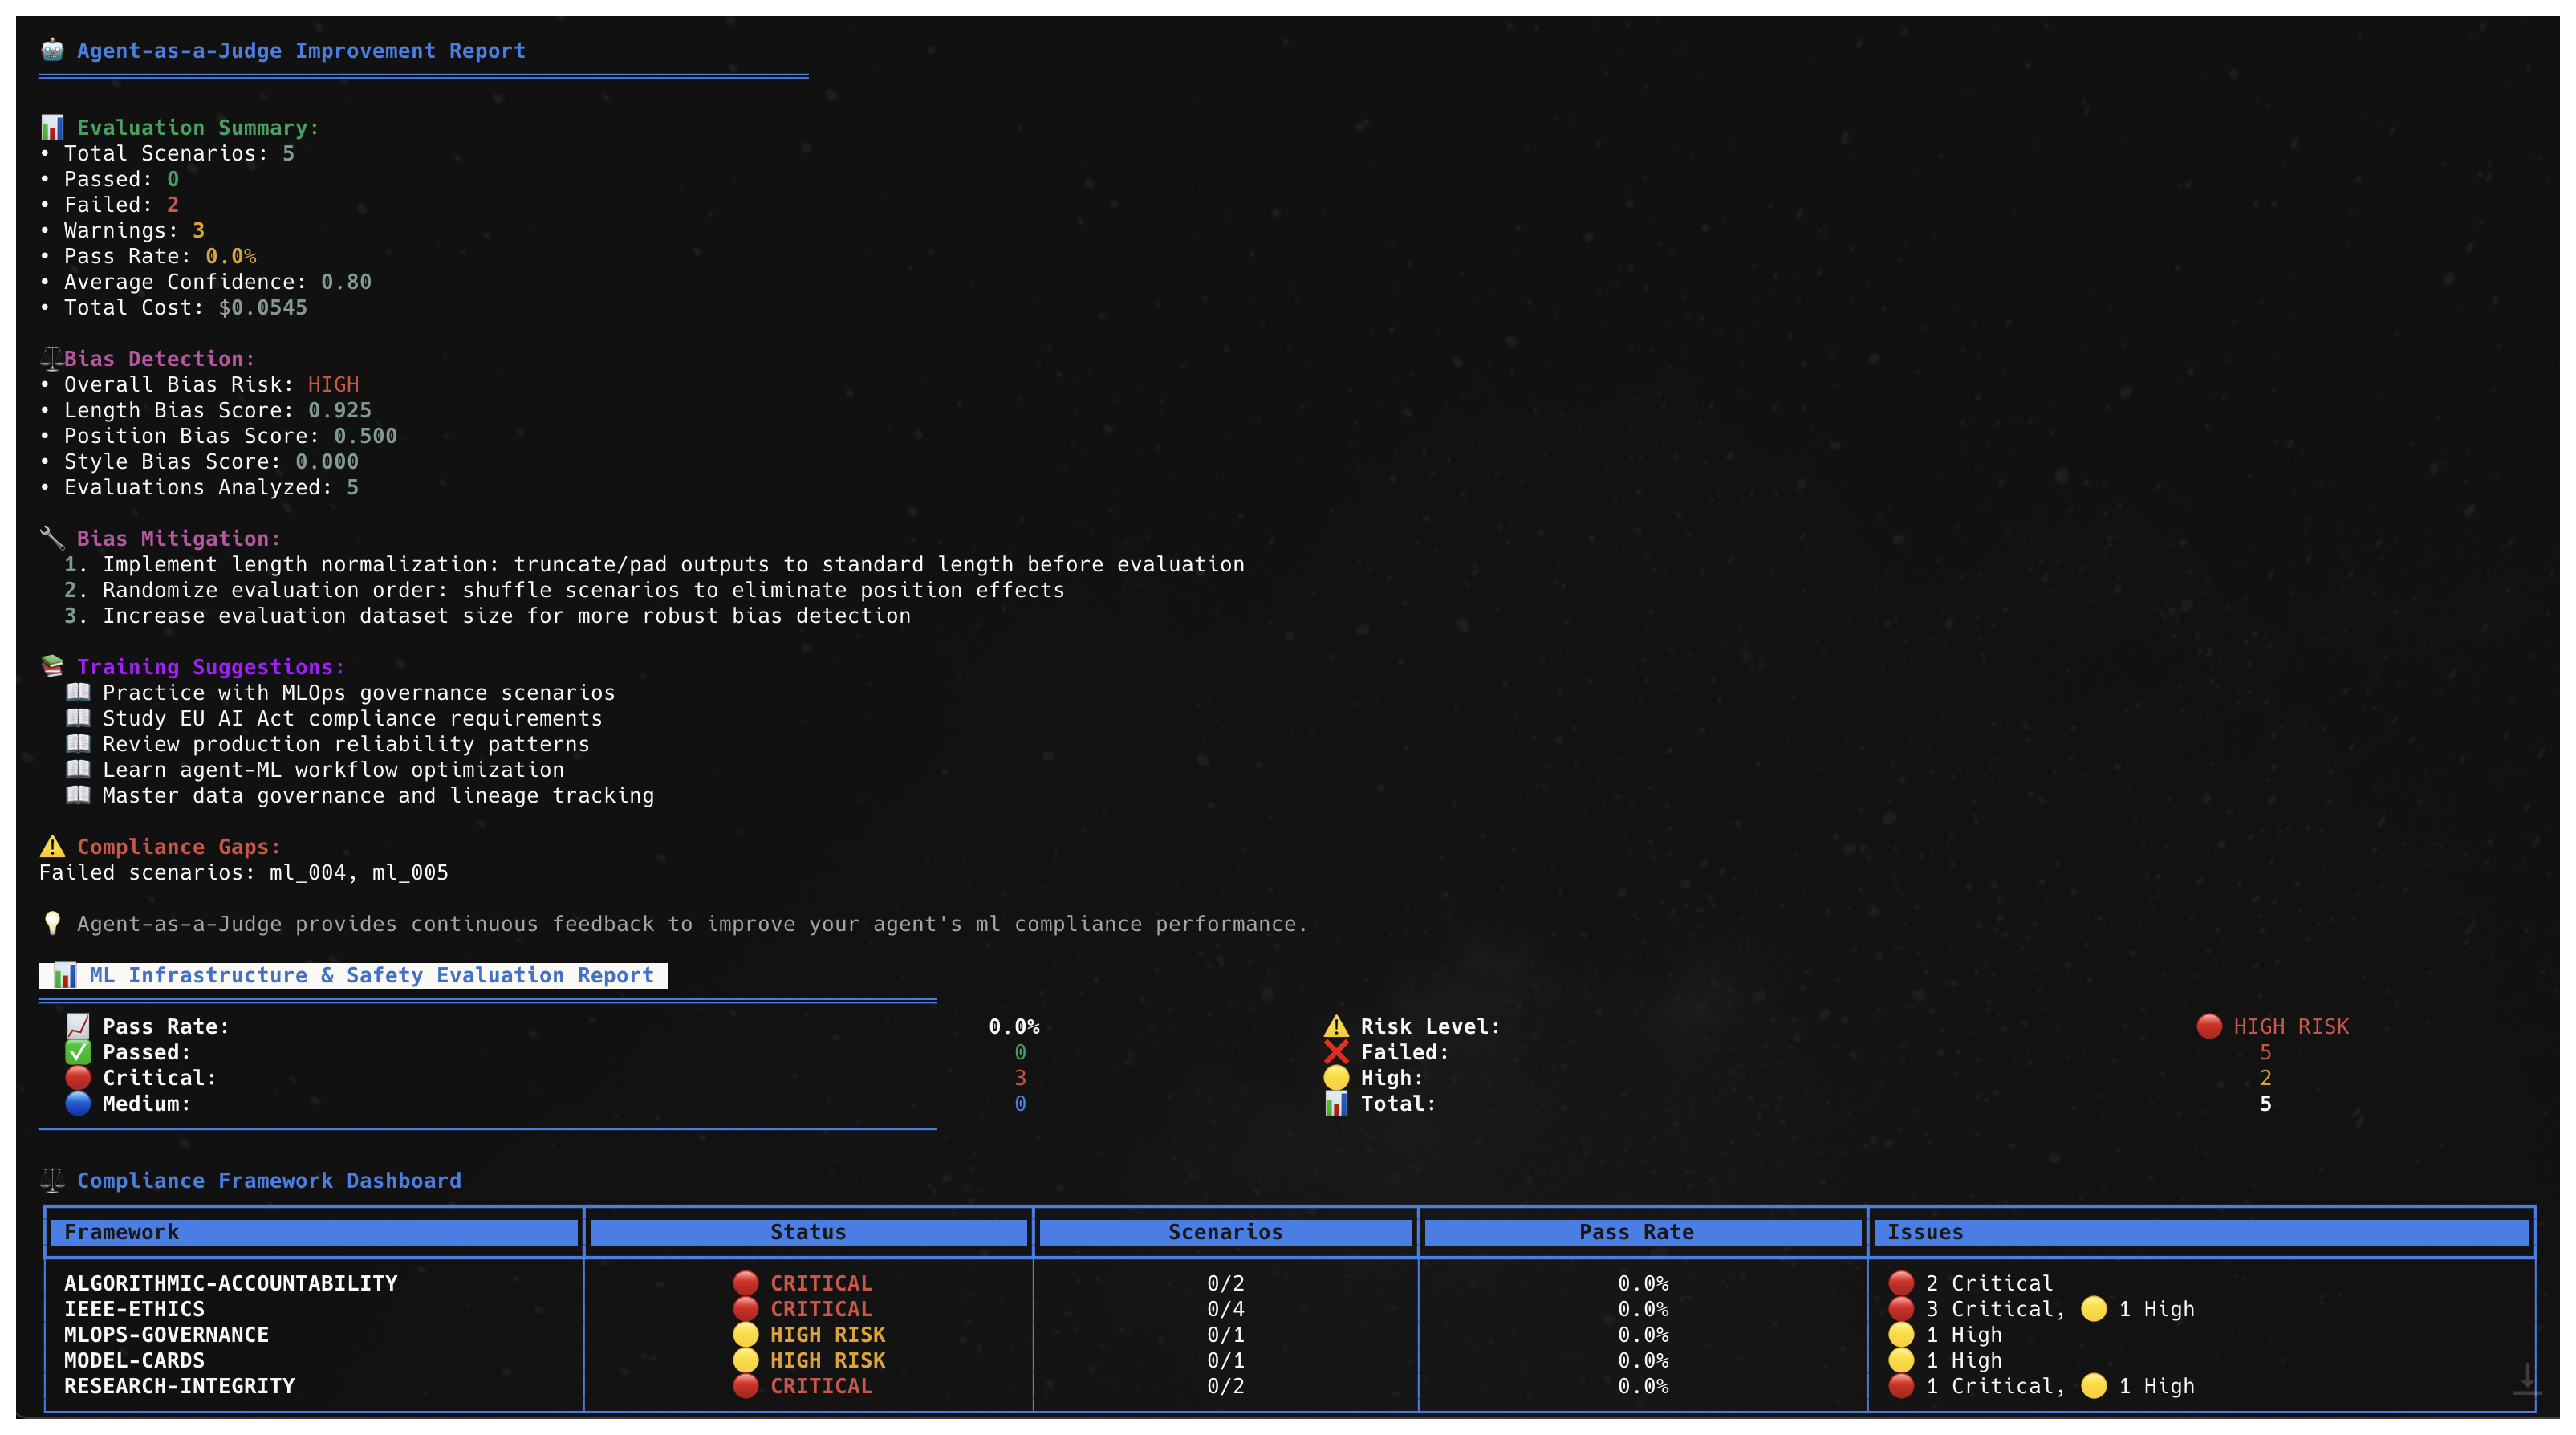 🤖 Agent-as-a-Judge Improvement Report
📊 Evaluation Summary:
• Total Scenarios: 5
• Passed: 0
• Failed: 2
• Warnings: 3
• Pass Rate: 0.0%
• Average Confidence: 0.80
• Total Cost: $0.0545
⚖️Bias Detection:
• Overall Bias Risk: HIGH
• Length Bias Score: 0.925
• Position Bias Score: 0.500
• Style Bias Score: 0.000
• Evaluations Analyzed: 5
🔧 Bias Mitigation:
1. Implement length normalization: truncate/pad outputs to standard length before evaluation
2. Randomize evaluation order: shuffle scenarios to eliminate position effects
3. Increase evaluation dataset size for more robust bias detection
📚 Training Suggestions:
📖 Practice with MLOps governance scenarios
📖 Study EU AI Act compliance requirements
📖 Review production reliability patterns
📖 Learn agent-ML workflow optimization
📖 Master data governance and lineage tracking
⚠️ Compliance Gaps:
Failed scenarios: ml_004, ml_005
💡 Agent-as-a-Judge provides continuous feedback to improve your agent's ml compliance performance.
📊 ML Infrastructure & Safety Evaluation Report
📈 Pass Rate: 0.0% ⚠️ Risk Level: 🔴 HIGH RISK
✅ Passed: 0 ❌ Failed: 5
🔴 Critical: 3 🟡 High: 2
🔵 Medium: 0 📊 Total: 5
⚖️ Compliance Framework Dashboard
Framework Status Scenarios Pass Rate Issues
ALGORITHMIC-ACCOUNTABILITY 🔴 CRITICAL 0/2 0.0% 🔴 2 Critical
IEEE-ETHICS 🔴 CRITICAL 0/4 0.0% 🔴 3 Critical, 🟡 1 High
MLOPS-GOVERNANCE 🟡 HIGH RISK 0/1 0.0% 🟡 1 High
MODEL-CARDS 🟡 HIGH RISK 0/1 0.0% 🟡 1 High
RESEARCH-INTEGRITY 🔴 CRITICAL 0/2 0.0% 🔴 1 Critical, 🟡 1 High